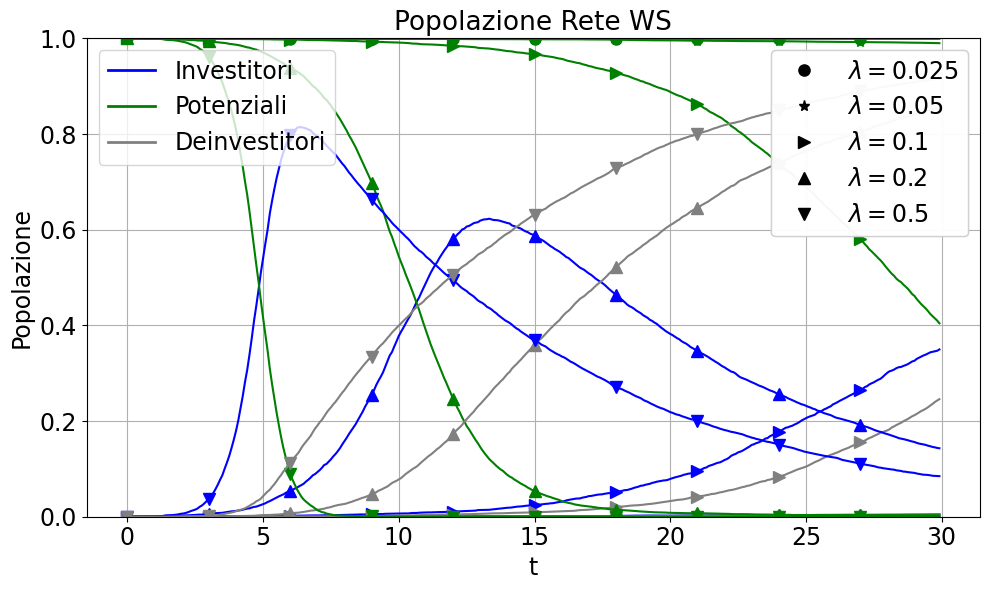 Popolazione Rete WS
Popolazione
1.0
0.8
0.6
0.4
0.2
0.0
Investitori
Potenziali
Deinvestitori
λ = 0.025
λ = 0.05
λ = 0.1
λ = 0.2
λ = 0.5
0
5
10
15
20
25
30
t